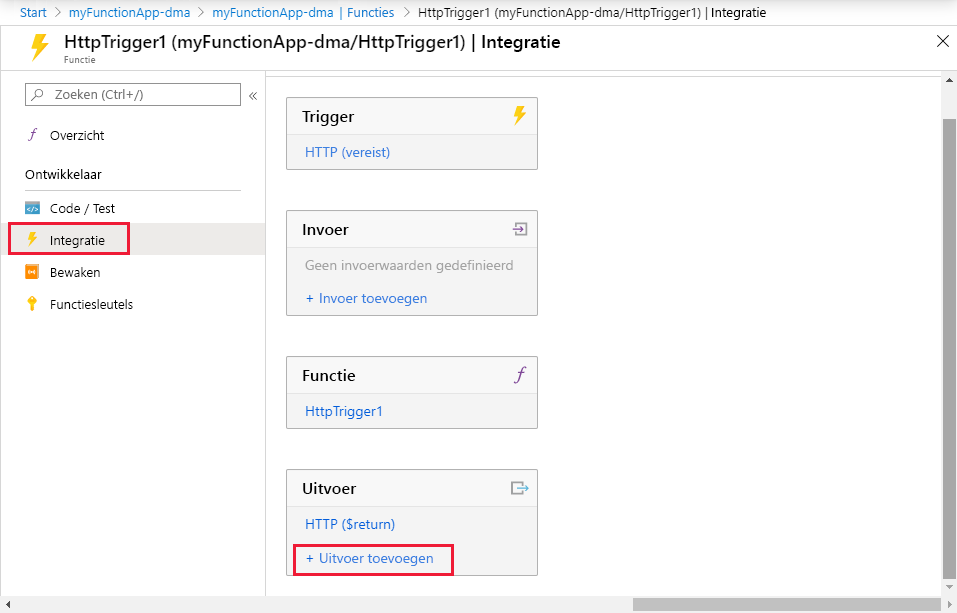 Start > myFunctionApp-dma > myFunctionApp-dma | Functies > HttpTrigger1 (myFunctionApp-dma/HttpTrigger1) | Integratie
HttpTrigger1 (myFunctionApp-dma/HttpTrigger1) | Integratie
Functie
Zoeken (Ctrl+/)
«
Overzicht
Ontwikkelaar
Code / Test
Integratie
Bewaken
Functiesleutels
Trigger
HTTP (vereist)
Invoer
Geen invoerwaarden gedefinieerd
+ Invoer toevoegen
Functie
HttpTrigger1
Uitvoer
HTTP ($return)
+ Uitvoer toevoegen